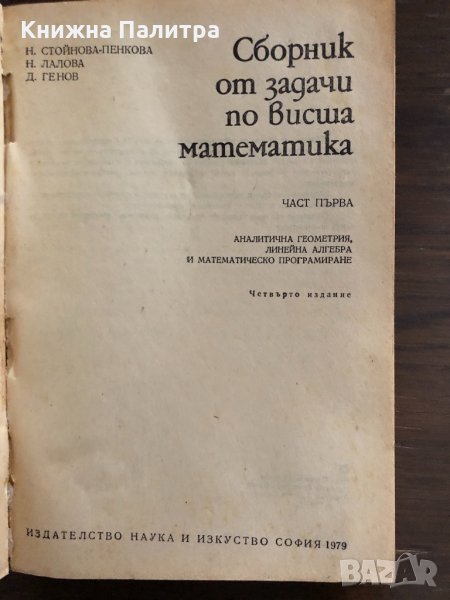 Книжна Палитра
Н. СТОЙНОВА-ПЕНКОВА
Н. ЛАЛОВА
Д. ГЕНОВ
Сборник
от задачи
по висша
математика
ЧАСТ ПЪРВА
АНАЛИТИЧНА ГЕОМЕТРИЯ,
ЛИНЕЙНА АЛГЕБРА
И МАТЕМАТИЧЕСКО ПРОГРАМИРАНЕ
Четвърто издание
ИЗДАТЕЛСТВО НАУКА И ИЗКУСТВО СОФИЯ 1979
BAZAR